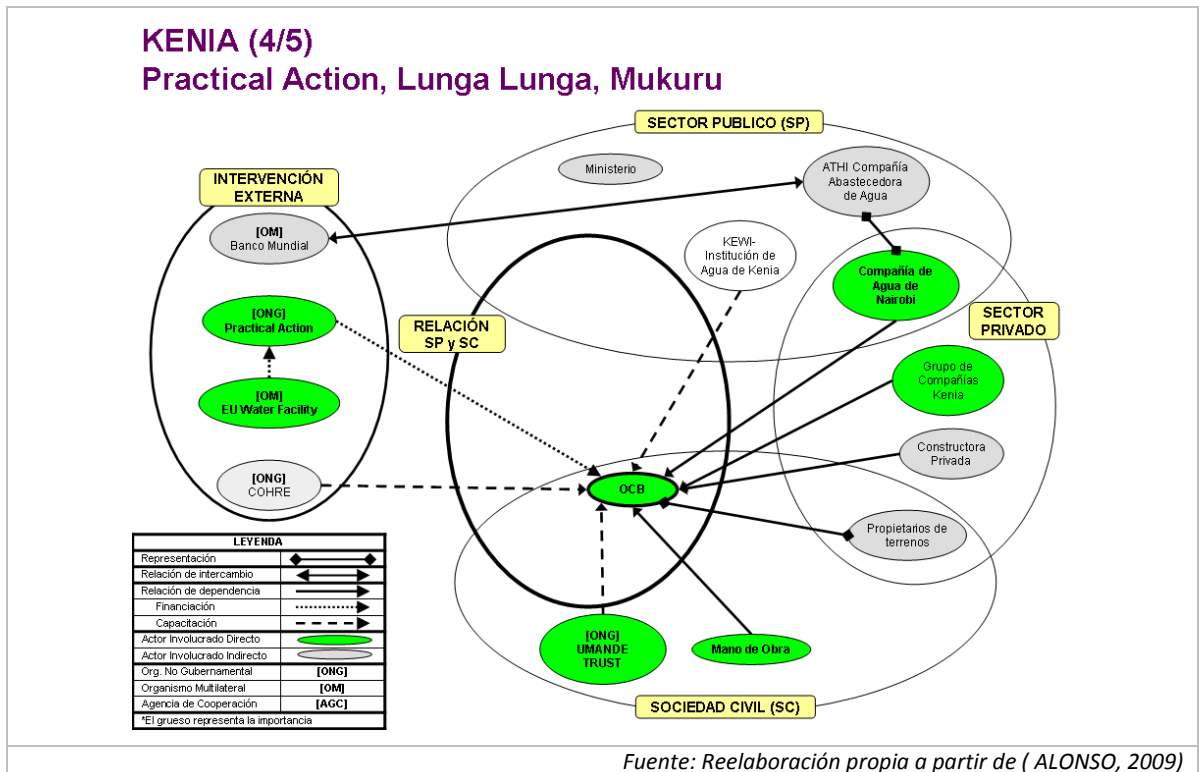 KENIA (4/5)
Practical Action, Lunga Lunga, Mukuru
SECTOR PUBLICO (SP)
Ministerio
ATHI Compañía
Abastecedora
de Agua
INTERVENCIÓN
EXTERNA
[OM]
Banco Mundial
KEWI-
Institución de
Agua de Kenia
Compañía de
Agua de
Nairobi
[ONG]
Practical Action
RELACIÓN
SP y SC
SECTOR
PRIVADO
Grupo de
Compañías
Kenia
[OM]
EU Water Facility
Constructora
Privada
[ONG]
COHRE
OCB
Propietarios de
terrenos
LEYENDA
Representación
Relación de intercambio
Relación de dependencia
Financiación
Capacitación
Actor Involucrado Directo
Actor Involucrado Indirecto
Org. No Gubernamental [ONG]
Organismo Multilateral [OM]
Agencia de Cooperación [AGC]
*El grueso representa la importancia
[ONG]
UMANDE
TRUST
Mano de Obra
SOCIEDAD CIVIL (SC)
Fuente: Reelaboración propia a partir de ( ALONSO, 2009)